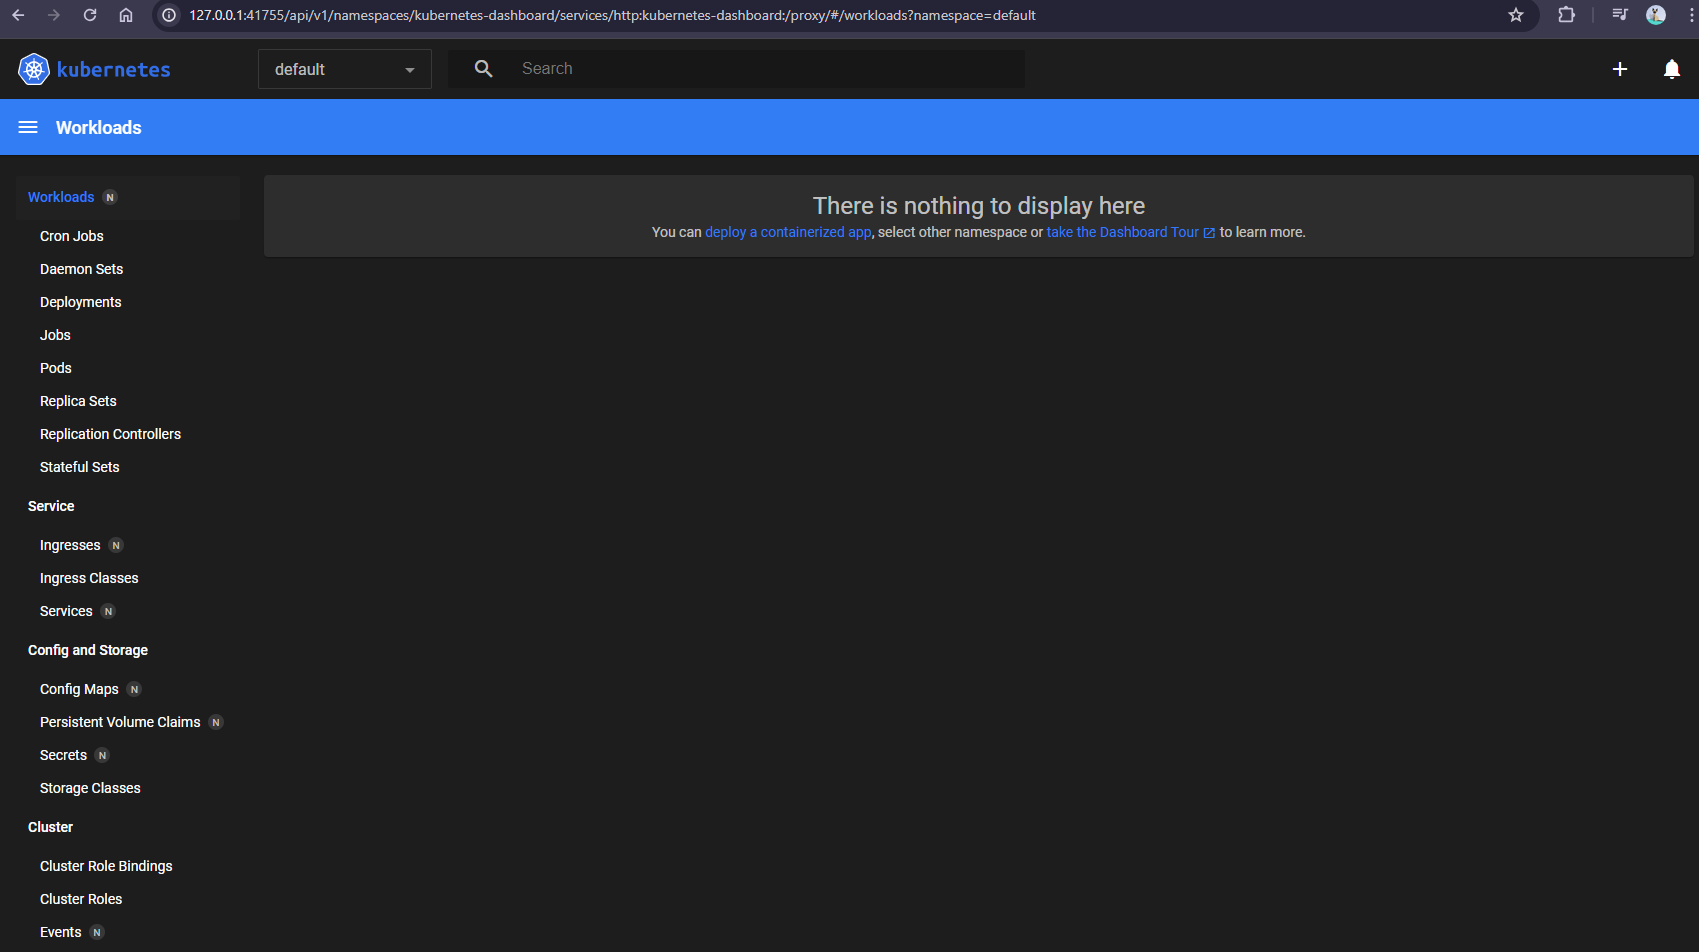 127.0.0.1:41755/api/v1/namespaces/kubernetes-dashboard/services/http:kubernetes-dashboard:/proxy/#/workloads?namespace=default
kubernetes
default
Search
Workloads
Workloads N
Cron Jobs
Daemon Sets
Deployments
Jobs
Pods
Replica Sets
Replication Controllers
Stateful Sets
Service
Ingresses N
Ingress Classes
Services N
Config and Storage
Config Maps N
Persistent Volume Claims N
Secrets N
Storage Classes
Cluster
Cluster Role Bindings
Cluster Roles
Events N
There is nothing to display here
You can deploy a containerized app, select other namespace or take the Dashboard Tour to learn more.